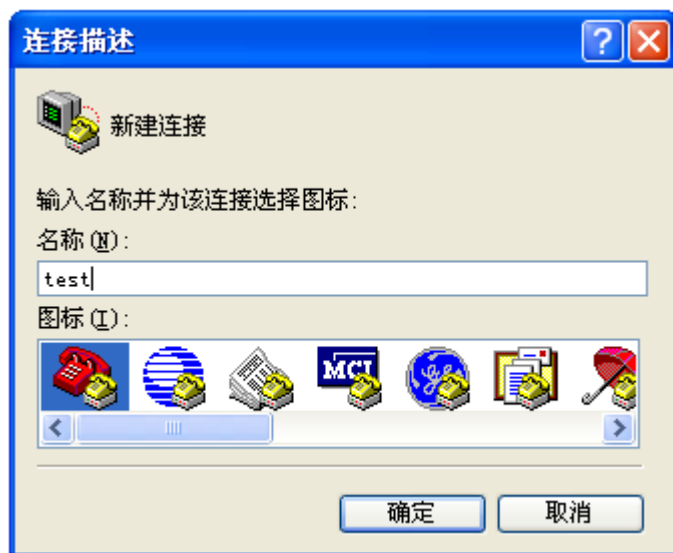 连接描述
新建连接
输入名称并为该连接选择图标:
名称(N):
test
图标(I):
MCI
确定 取消